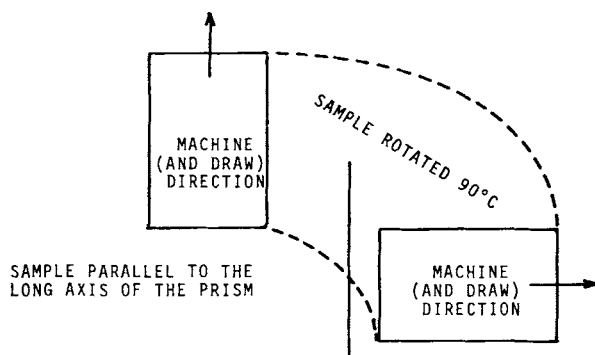 MACHINE
(AND DRAW)
DIRECTION
SAMPLE ROTATED 90°C
SAMPLE PARALLEL TO THE
LONG AXIS OF THE PRISM
MACHINE
(AND DRAW)
DIRECTION